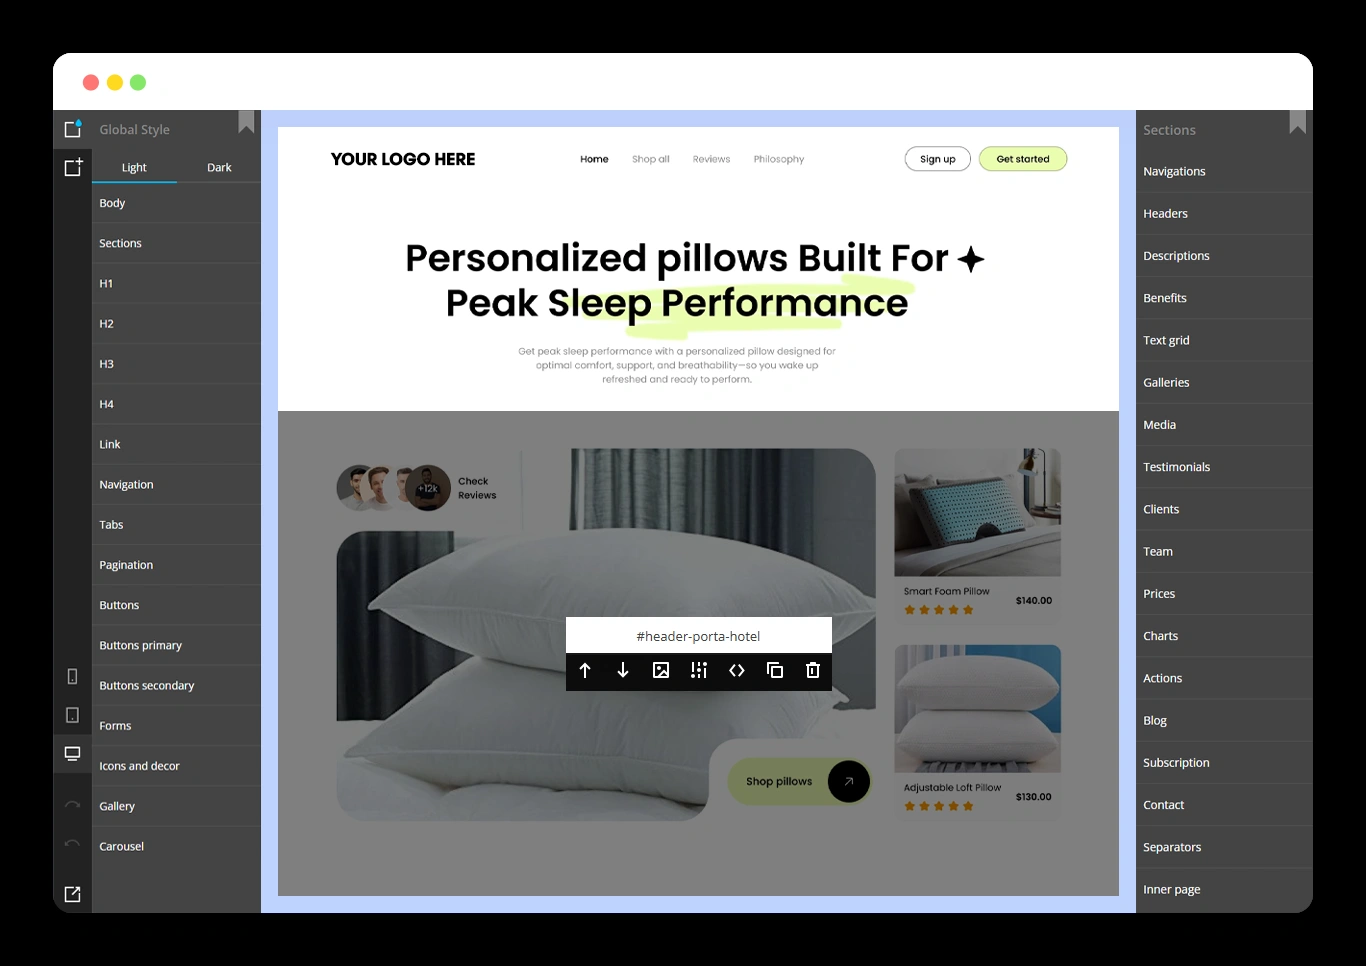 Global Style
Light
Dark
Body
Sections
H1
H2
H3
H4
Link
Navigation
Tabs
Pagination
Buttons
Buttons primary
Buttons secondary
Forms
Icons and decor
Gallery
Carousel
YOUR LOGO HERE
Home
Shop all
Reviews
Philosophy
Sign up
Get started
Personalized pillows Built For
Peak Sleep Performance
Get peak sleep performance with a personalized pillow designed for
optimal comfort, support, and breathability—so you wake up
refreshed and ready to perform.
+12k
Check
Reviews
#header-porta-hotel
Shop pillows
Smart Foam Pillow
$140.00
Adjustable Loft Pillow
$130.00
Sections
Navigations
Headers
Descriptions
Benefits
Text grid
Galleries
Media
Testimonials
Clients
Team
Prices
Charts
Actions
Blog
Subscription
Contact
Separators
Inner page